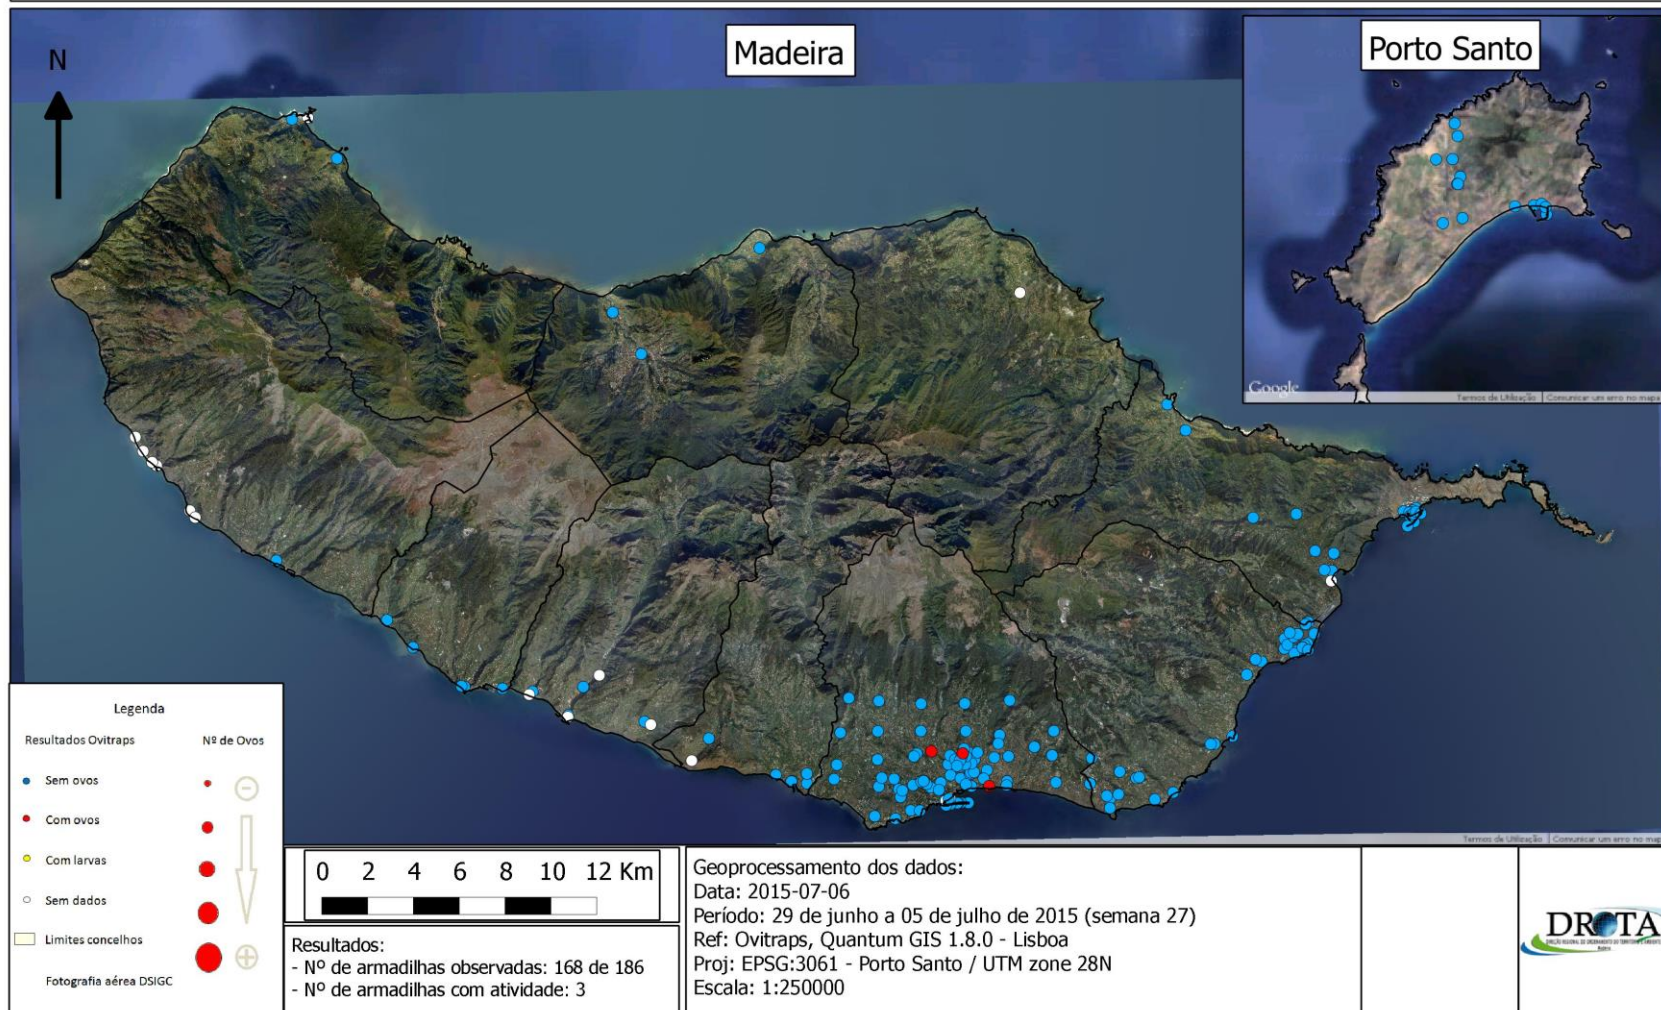 N
Madeira
Porto Santo
Google
Termos de Utilização
Comunicar um erro no mapa
Termos de Utilização
Comunicar um erro no mapa
Legenda
Resultados Ovitraps
Nº de Ovos
Sem ovos
Com ovos
Com larvas
Sem dados
Limites concelhos
Fotografia aérea DSIGC
0 2 4 6 8 10 12 Km
Resultados:
- Nº de armadilhas observadas: 168 de 186
- Nº de armadilhas com atividade: 3
Geoprocessamento dos dados:
Data: 2015-07-06
Período: 29 de junho a 05 de julho de 2015 (semana 27)
Ref: Ovitraps, Quantum GIS 1.8.0 - Lisboa
Proj: EPSG:3061 - Porto Santo / UTM zone 28N
Escala: 1:250000
DROTA